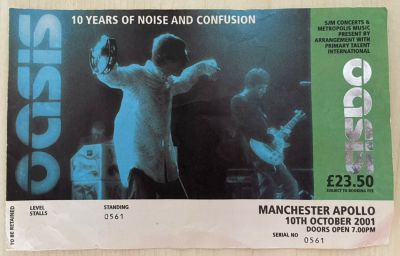 oasis
10 YEARS OF NOISE AND CONFUSION
SJM CONCERTS &
METROPOLIS MUSIC
PRESENT BY
ARRANGEMENT WITH
PRIMARY TALENT
INTERNATIONAL
oasis
£23.50
SUBJECT TO BOOKING FEE
TO BE RETAINED
LEVEL
STALLS
STANDING
0561
MANCHESTER APOLLO
10TH OCTOBER 2001
DOORS OPEN 7.00PM
SERIAL NO
0561